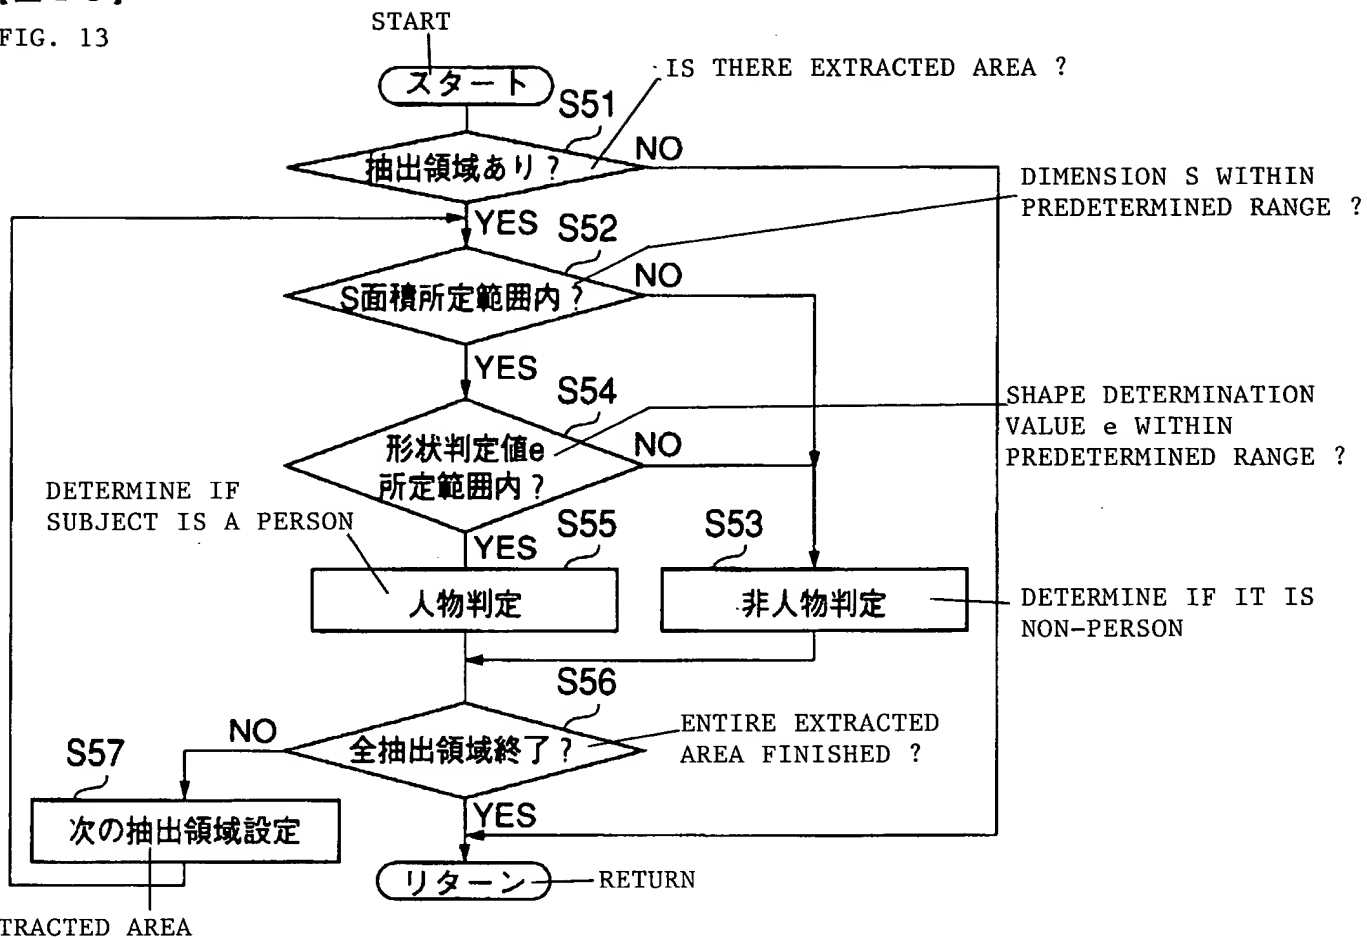 FIG. 13
START
スタート
IS THERE EXTRACTED AREA ?
S51
抽出領域あり?
NO
YES
DIMENSION S WITHIN
PREDETERMINED RANGE ?
S52
S面積所定範囲内?
NO
YES
SHAPE DETERMINATION
VALUE e WITHIN
PREDETERMINED RANGE ?
S54
形状判定値e
所定範囲内?
NO
YES
DETERMINE IF
SUBJECT IS A PERSON
S55
人物判定
S53
非人物判定
DETERMINE IF IT IS
NON-PERSON
S56
全抽出領域終了?
ENTIRE EXTRACTED
AREA FINISHED ?
NO
YES
S57
次の抽出領域設定
リターン
RETURN
TRACTED AREA